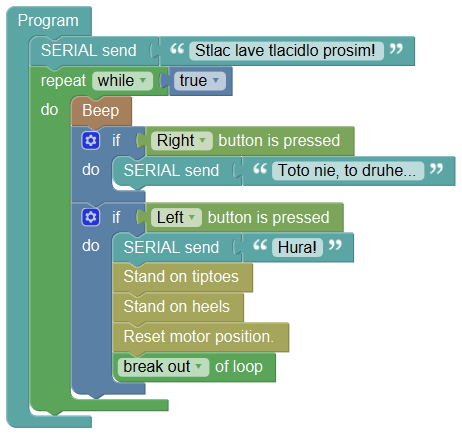 Program
SERIAL send “ Stlac lave tlacidlo prosim! ”
repeat while true
do Beep
if Right button is pressed
do SERIAL send “ Toto nie, to druhe... ”
if Left button is pressed
do SERIAL send “ Hura! ”
Stand on tiptoes
Stand on heels
Reset motor position.
break out of loop